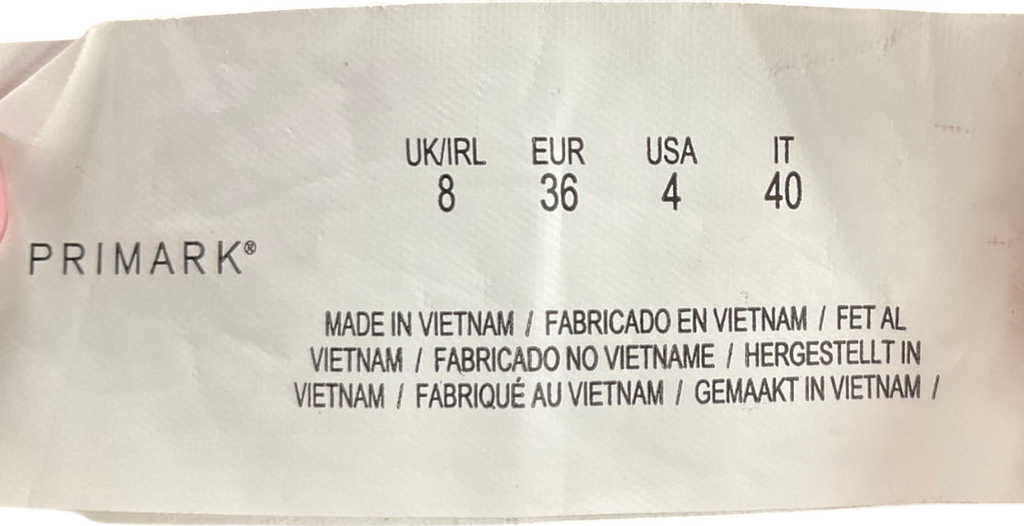 UK/IRL EUR USA IT
8 36 4 40
PRIMARK®
MADE IN VIETNAM / FABRICADO EN VIETNAM / FET AL
VIETNAM / FABRICADO NO VIETNAME / HERGESTELLT IN
VIETNAM / FABRIQUÉ AU VIETNAM / GEMAAKT IN VIETNAM /